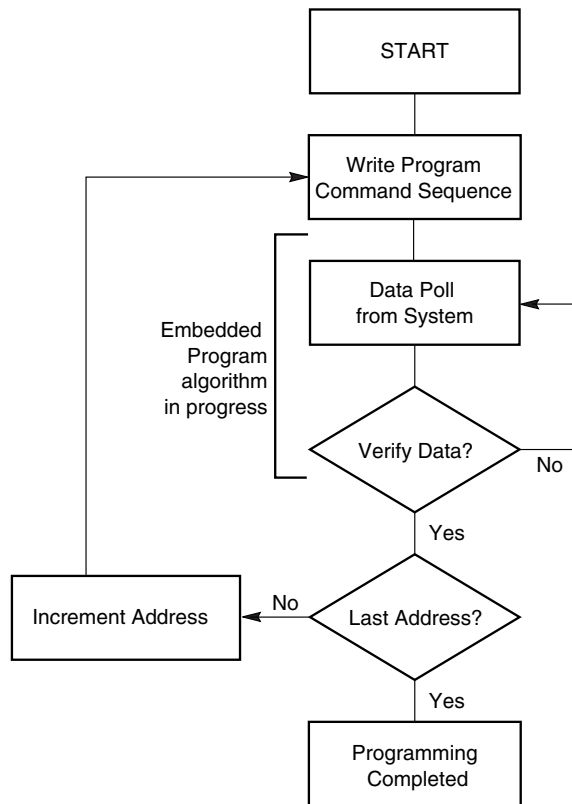 START
Write Program
Command Sequence
Data Poll
from System
Embedded
Program
algorithm
in progress
Verify Data?
No
Yes
Increment Address
No
Last Address?
Yes
Programming
Completed